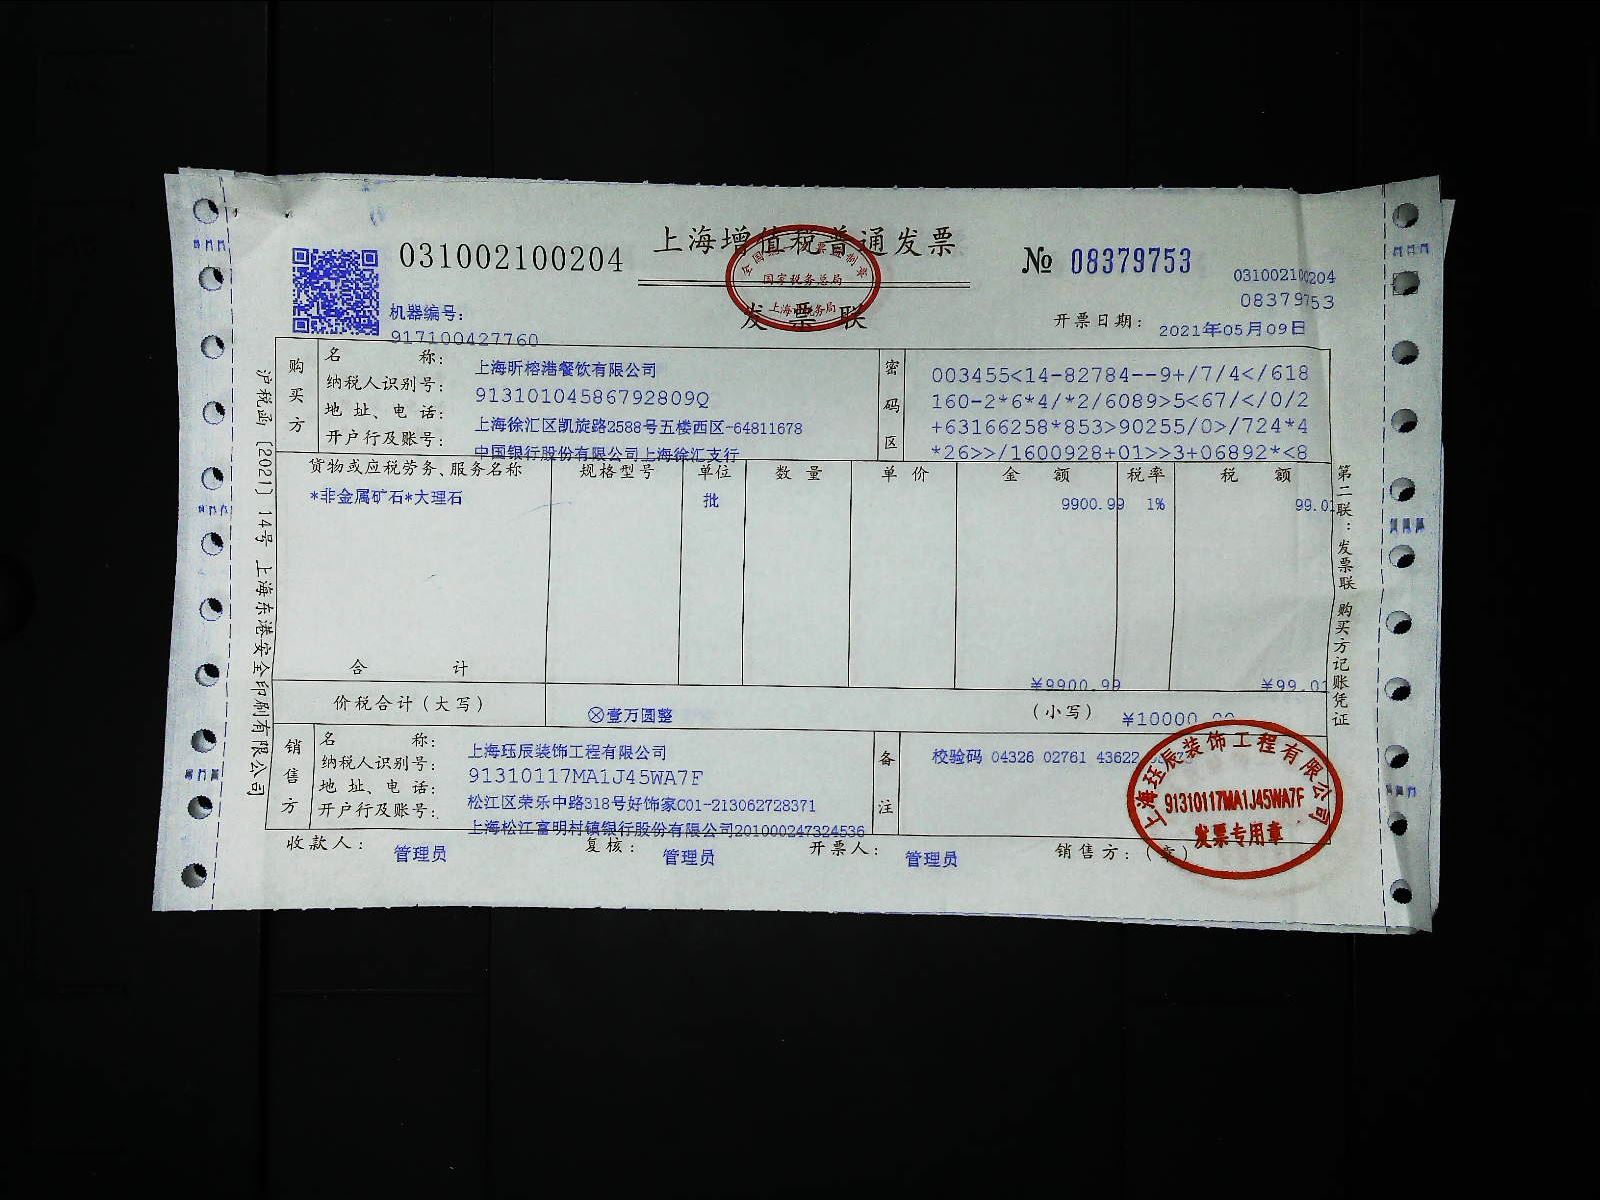 上海增值税普通发票
031002100204
№ 08379753
031002100204
08379753
全国统一发票监制章
国家税务总局
上海市税务局
发票联
机器编号:
917100427760
开票日期: 2021年05月09日
购买方
名称: 上海昕榕港餐饮有限公司
纳税人识别号: 91310104586792809Q
地址、电话: 上海徐汇区凯旋路2588号五楼西区-64811678
开户行及账号: 中国银行股份有限公司上海徐汇支行
密码区
003455<14-82784--9+/7/4</618
160-2*6*4/*2/6089>5<67/</0/2
+63166258*853>90255/0>/724*4
*26>>/1600928+01>>3+06892*<8
货物或应税劳务、服务名称 规格型号 单位 数量 单价 金额 税率 税额
*非金属矿石*大理石 批 9900.99 1% 99.01
合计 ¥9900.99 ¥99.01
价税合计(大写) ⊗壹万圆整 (小写) ¥10000.00
销售方
名称: 上海珏辰装饰工程有限公司
纳税人识别号: 91310117MA1J45WA7F
地址、电话: 松江区荣乐中路318号好饰家C01-213062728371
开户行及账号: 上海松江富明村镇银行股份有限公司201000247324536
备注
校验码 04326 02761 43622
上海珏辰装饰工程有限公司
91310117MA1J45WA7F
发票专用章
收款人: 管理员 复核: 管理员 开票人: 管理员 销售方:(章)
沪税函〔2021〕14号 上海东港安全印刷有限公司
第二联:发票联 购买方记账凭证